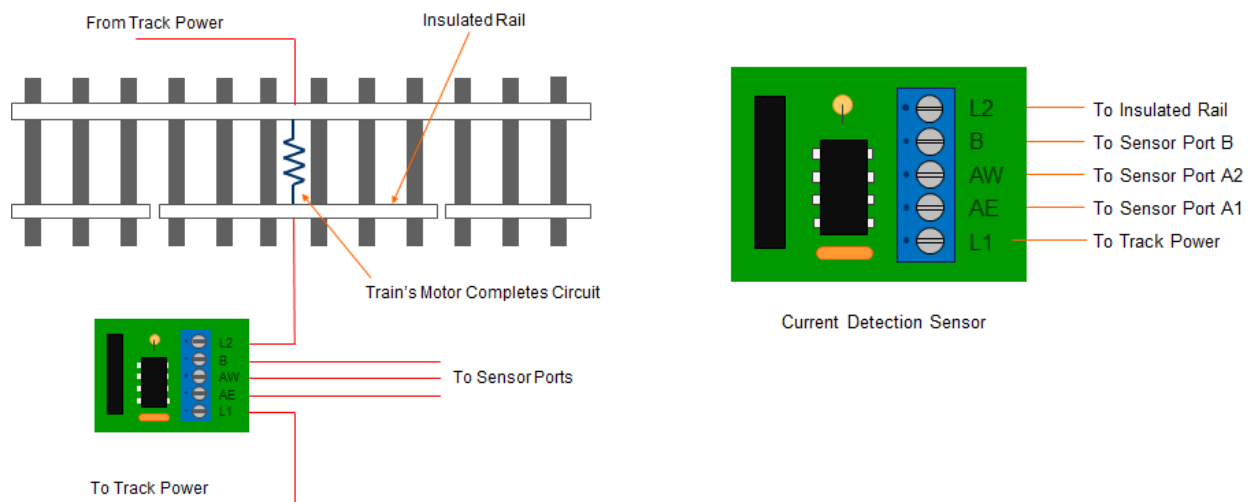 From Track Power
Insulated Rail
Train's Motor Completes Circuit
L2
B
AW
AE
L1
To Sensor Ports
To Track Power
L2
B
AW
AE
L1
To Insulated Rail
To Sensor Port B
To Sensor Port A2
To Sensor Port A1
To Track Power
Current Detection Sensor